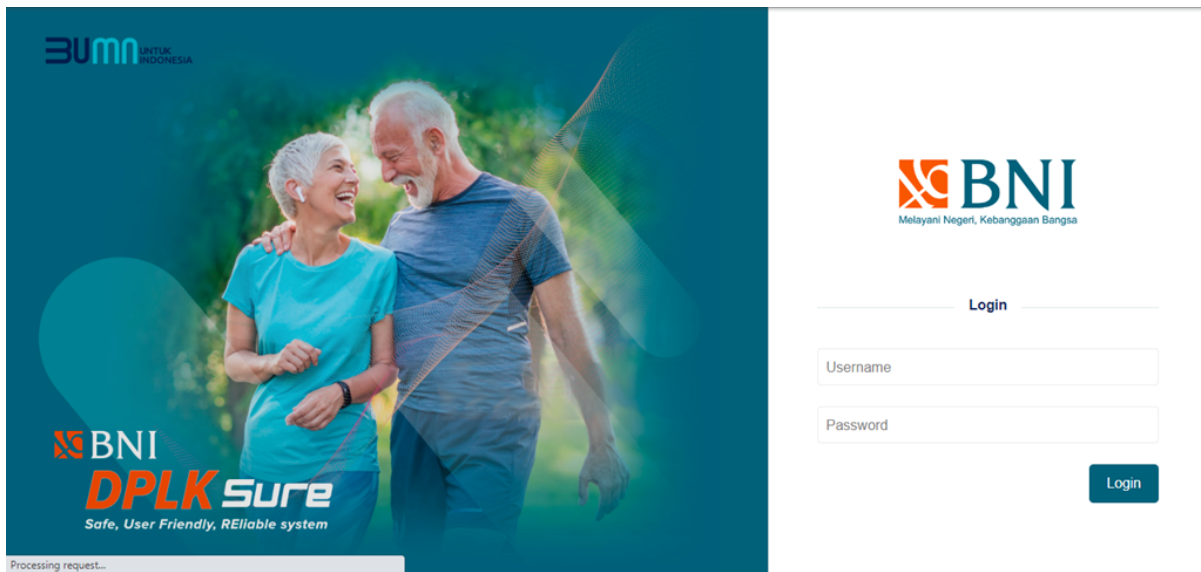 BUMN UNTUK
INDONESIA
BNI
DPLK Sure
Safe, User Friendly, REliable system
Processing request...
BNI
Melayani Negeri, Kebanggaan Bangsa
Login
Username
Password
Login